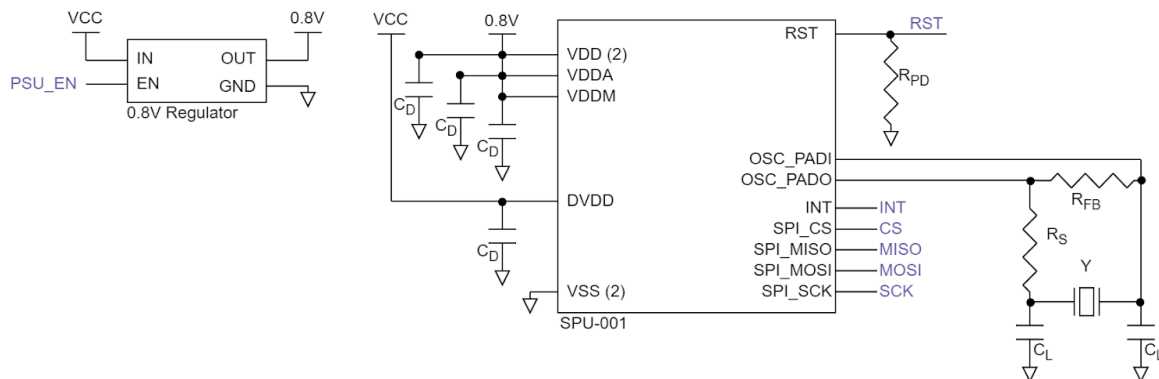 VCC
0.8V
IN
OUT
PSU_EN
EN
GND
0.8V Regulator
VCC
0.8V
VDD (2)
VDDA
VDDM
CD
CD
CD
DVDD
CD
VSS (2)
SPU-001
RST
RST
RPD
OSC_PADI
OSC_PADO
RFB
INT
INT
SPI_CS
CS
SPI_MISO
MISO
SPI_MOSI
MOSI
SPI_SCK
SCK
RS
Y
CL
CL